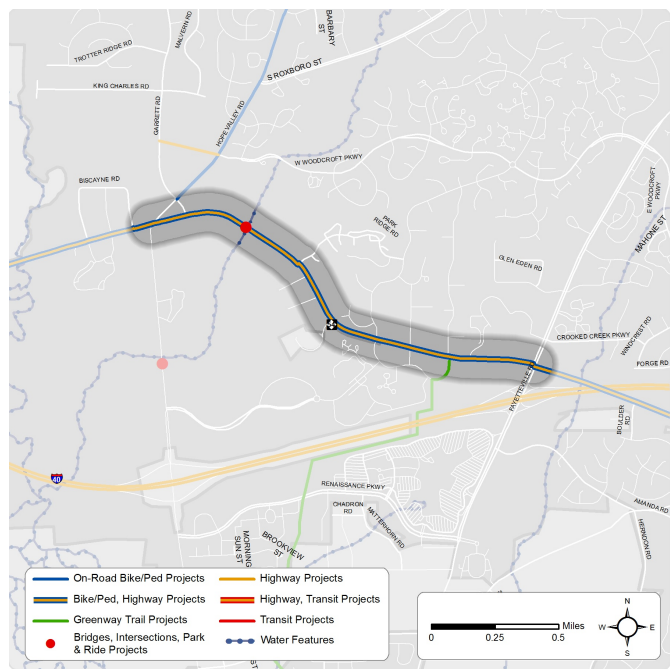 BARBARY
ST
MALVERN RD
TROTTER RIDGE RD
S ROXBORO ST
KING CHARLES RD
GARRETT RD
HOPE VALLEY RD
W WOODCROFT PKWY
E WOODCROFT
PKWY
BISCAYNE RD
MAHONE ST
PARK
RIDGE RD
GLEN EDEN RD
CROOKED CREEK PKWY
WINDCREST RD
FORGE RD
FAYETTEVILLE RD
BOULDER
RD
40
RENAISSANCE PKWY
CHADRON
RD
MATTERHORN RD
AMANDA RD
HERNDON RD
MORNING
SUN ST
BROOKVIEW
ST
On-Road Bike/Ped Projects
Highway Projects
Bike/Ped, Highway Projects
Highway, Transit Projects
Greenway Trail Projects
Transit Projects
Bridges, Intersections, Park
& Ride Projects
Water Features
ST
S
Miles
0
0.25
0.5
N
W
E
S